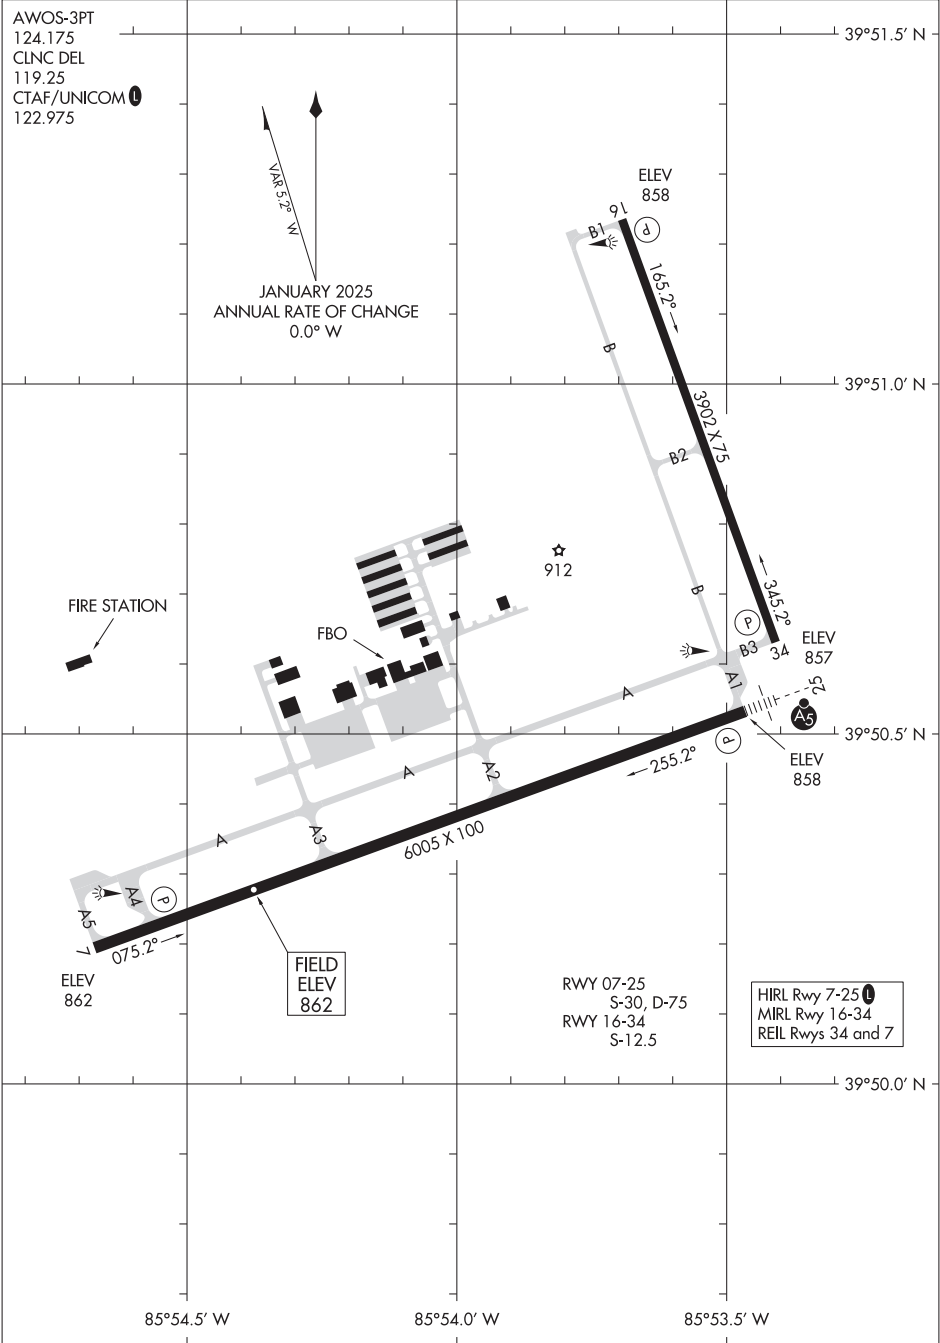 AWOS-3PT
124.175
CLNC DEL
119.25
CTAF/UNICOM L
122.975
39°51.5' N
VAR 5.2° W
JANUARY 2025
ANNUAL RATE OF CHANGE
0.0° W
ELEV
858
16
P
B1
165.2°
B
39°51.0' N
3902 X 75
B2
912
B
345.2°
P
FIRE STATION
FBO
B3
34
ELEV
857
A
A1
25
A5
39°50.5' N
P
ELEV
858
255.2°
A
A2
A
A3
6005 X 100
A4
P
A5
7
075.2°
ELEV
862
FIELD
ELEV
862
RWY 07-25
S-30, D-75
RWY 16-34
S-12.5
HIRL Rwy 7-25 L
MIRL Rwy 16-34
REIL Rwys 34 and 7
39°50.0' N
85°54.5' W
85°54.0' W
85°53.5' W